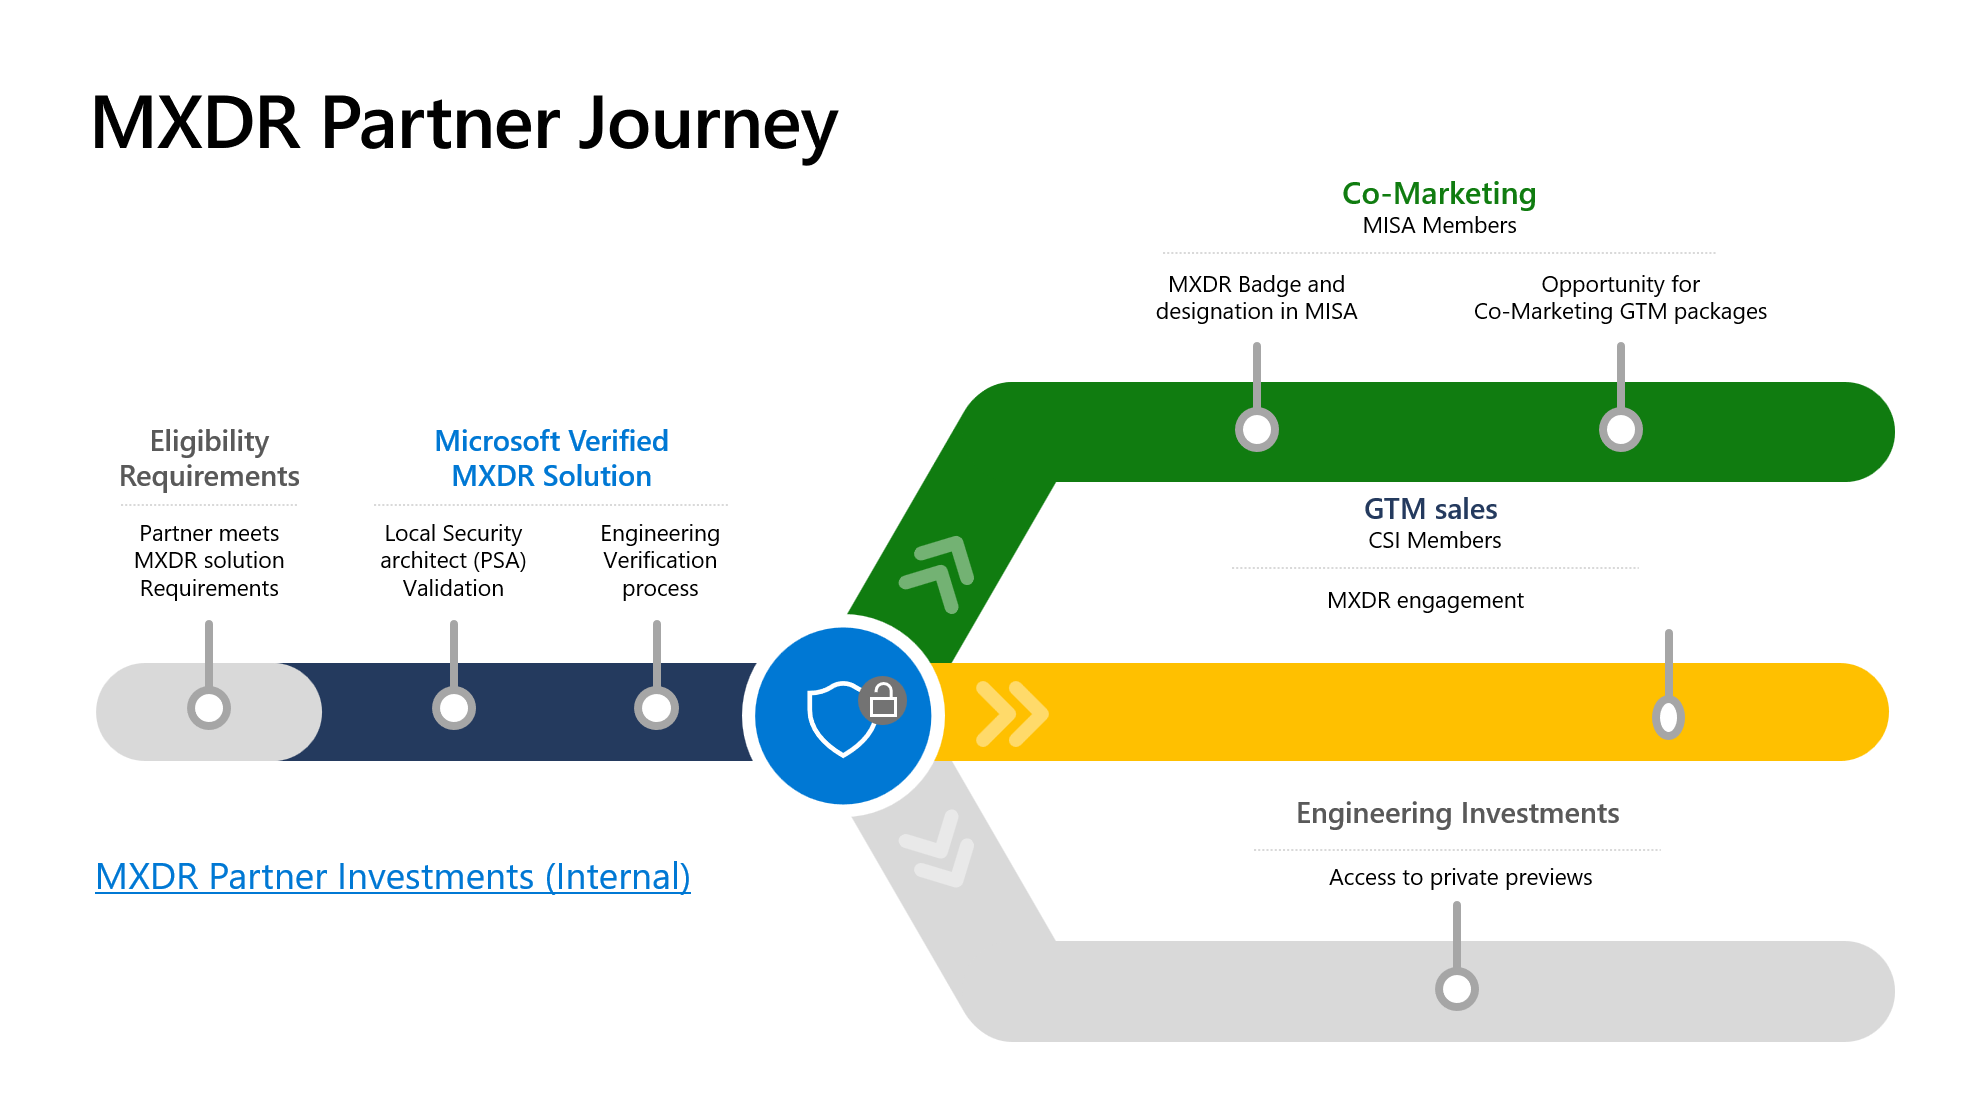 MXDR Partner Journey
Co-Marketing
MISA Members
MXDR Badge and
designation in MISA
Opportunity for
Co-Marketing GTM packages
Eligibility
Requirements
Partner meets
MXDR solution
Requirements
Microsoft Verified
MXDR Solution
Local Security
architect (PSA)
Validation
Engineering
Verification
process
GTM sales
CSI Members
MXDR engagement
Engineering Investments
Access to private previews
MXDR Partner Investments (Internal)